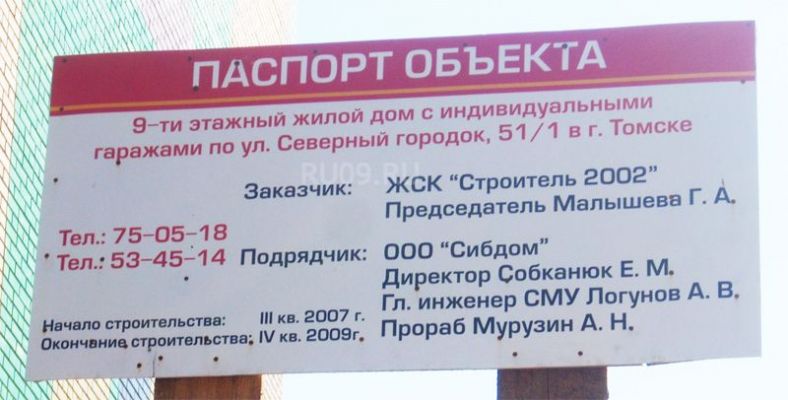 ПАСПОРТ ОБЪЕКТА
9-ти этажный жилой дом с индивидуальными
гаражами по ул. Северный городок, 51/1 в г. Томске
RU09.RU
Заказчик: ЖСК "Строитель 2002"
Председатель Малышева Г. А.
Тел.: 75-05-18
Тел.: 53-45-14
Подрядчик: ООО "Сибдом"
Директор Собканюк Е. М.
Гл. инженер СМУ Логунов А. В.
Прораб Мурузин А. Н.
Начало строительства: III кв. 2007 г.
Окончание строительства: IV кв. 2009г.